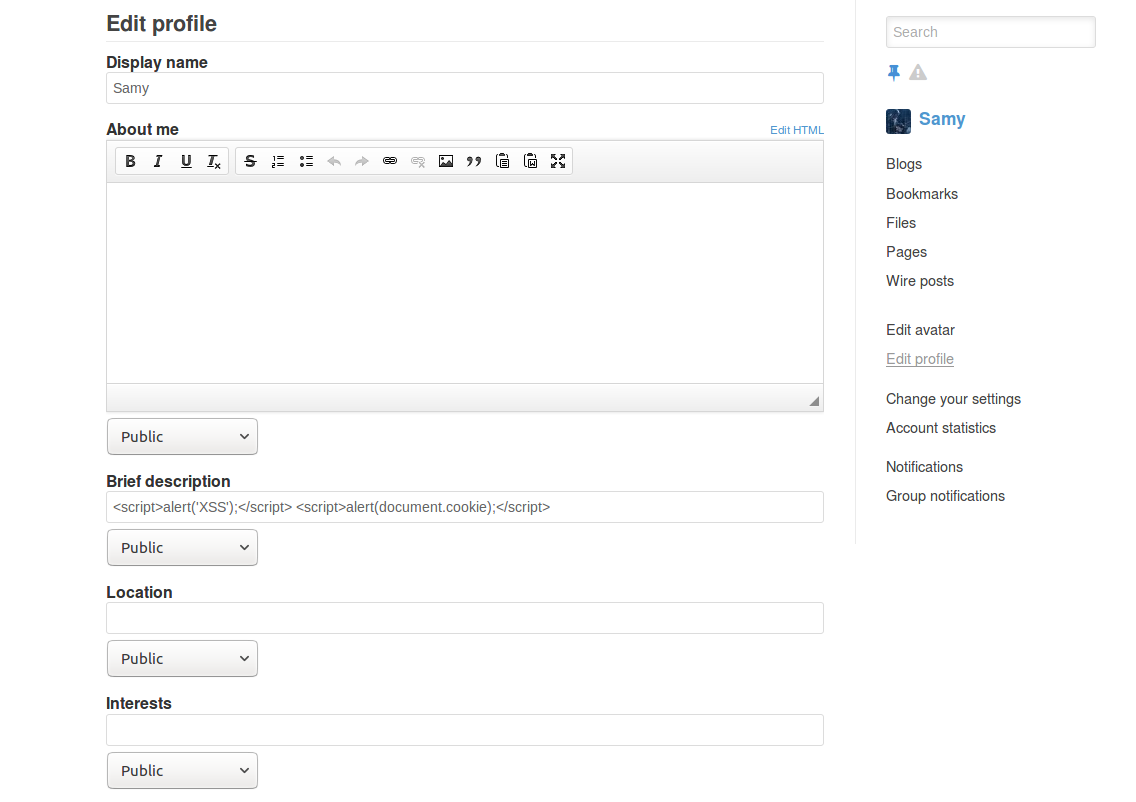 Edit profile
Display name
Samy
About me
Edit HTML
B I U Tx S
Public
Brief description
<script>alert('XSS');</script> <script>alert(document.cookie);</script>
Public
Location
Public
Interests
Public
Search
Samy
Blogs
Bookmarks
Files
Pages
Wire posts
Edit avatar
Edit profile
Change your settings
Account statistics
Notifications
Group notifications